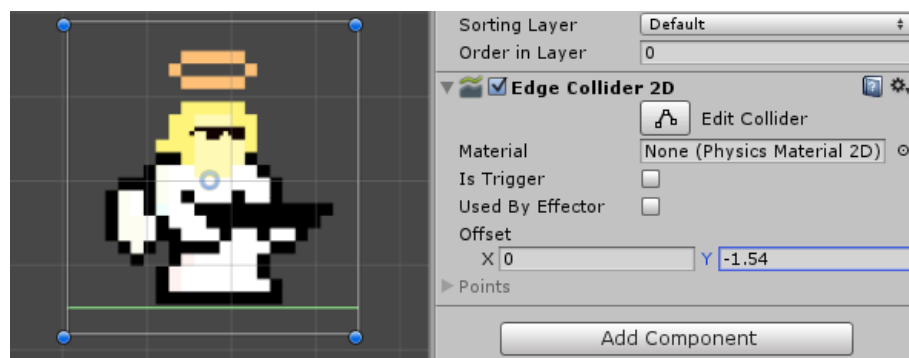 Sorting Layer Default
Order in Layer 0
Edge Collider 2D
Edit Collider
Material None (Physics Material 2D)
Is Trigger
Used By Effector
Offset
X 0 Y -1.54
Points
Add Component